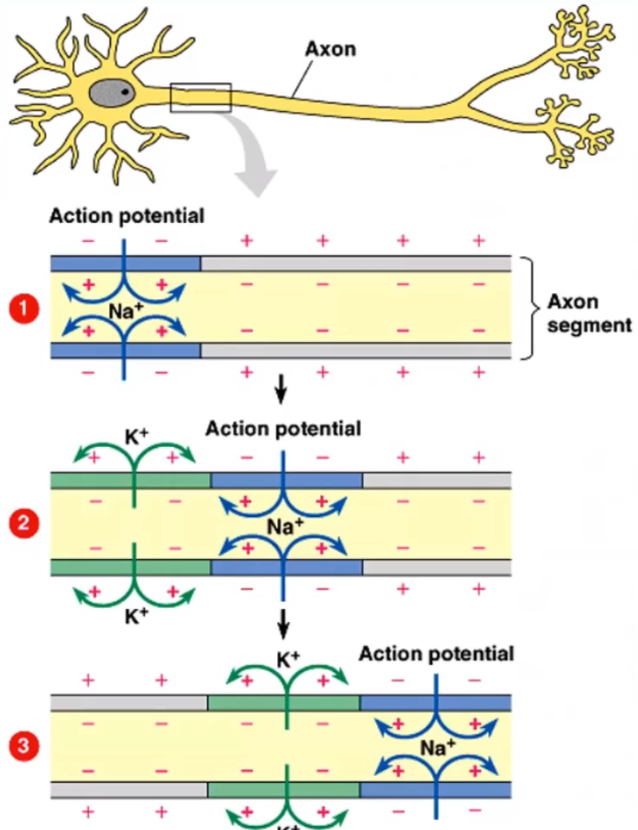 Axon
Action potential
− − + + + +
+ + − − − −
1
Na⁺
Axon
segment
+ + − − − −
− − + + + +
K⁺
Action potential
+ + − − + +
− − + + − −
2
Na⁺
− − + + − −
+ + − − + +
K⁺
K⁺
Action potential
+ + + + − −
− − − − + +
3
Na⁺
− − − − + +
+ + + + − −
K⁺